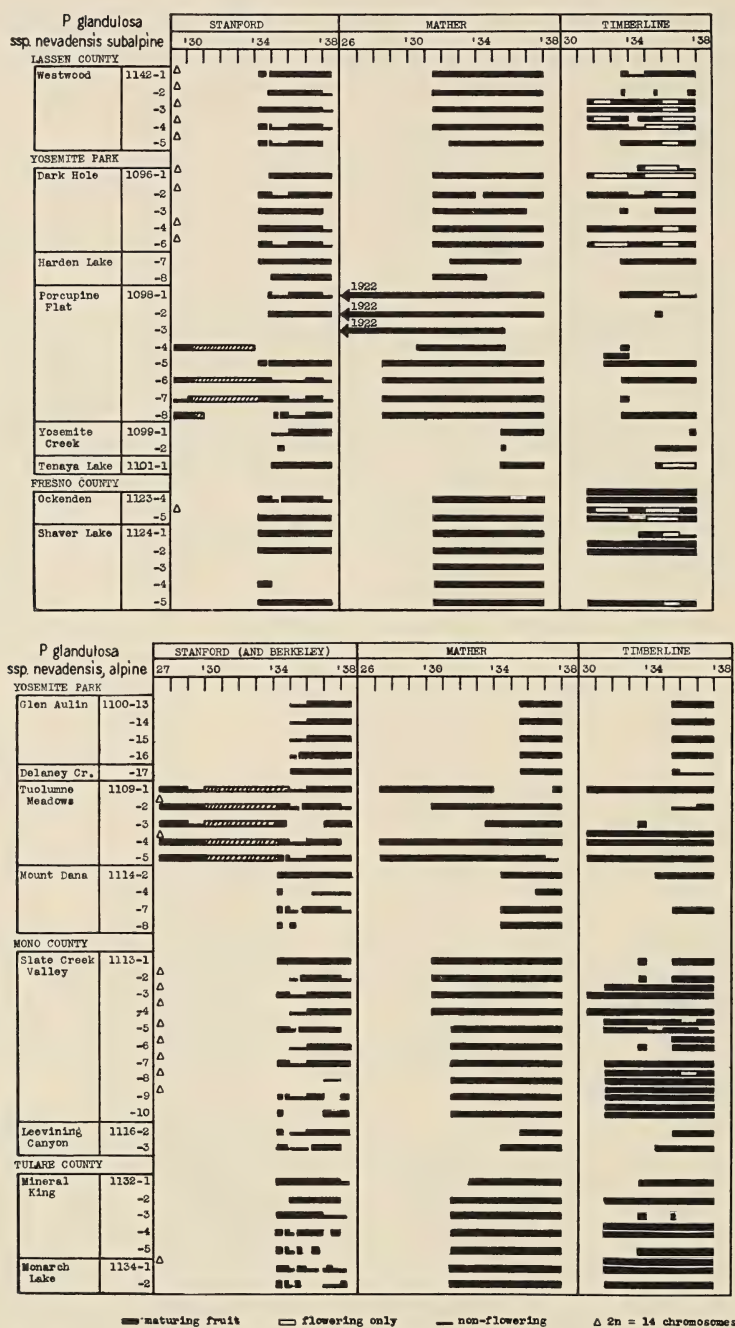 P glandulosa
ssp. nevadensis subalpine
STANFORD MATHER TIMBERLINE
'30 '34 '38 26 '30 '34 '38 30 '34 '38
LASSEN COUNTY
Westwood 1142-1 Δ
-2 Δ
-3 Δ
-4 Δ
-5 Δ
YOSEMITE PARK
Dark Hole 1096-1 Δ
-2 Δ
-3
-4 Δ
-6 Δ
Harden Lake -7
-8
Porcupine Flat 1098-1 1922
-2 1922
-3 1922
-4
-5
-6
-7
-8
Yosemite Creek 1099-1
-2
Tenaya Lake 1101-1
FRESNO COUNTY
Ockenden 1123-4
-5 Δ
Shaver Lake 1124-1
-2
-3
-4
-5
P glandulosa
ssp. nevadensis, alpine
STANFORD (AND BERKELEY) MATHER TIMBERLINE
27 '30 '34 '38 26 '30 '34 '38 30 '34 '38
YOSEMITE PARK
Glen Aulin 1100-13
-14
-15
-16
Delaney Cr. -17
Tuolumne Meadows 1109-1
-2 Δ
-3
-4 Δ
-5
Mount Dana 1114-2
-4
-7
-8
MONO COUNTY
Slate Creek Valley 1113-1
-2 Δ
-3 Δ
-4 Δ
-5 Δ
-6 Δ
-7 Δ
-8 Δ
-9 Δ
-10
Leevining Canyon 1116-2
-3
TULARE COUNTY
Mineral King 1132-1
-2
-3
-4
-5
Monarch Lake 1134-1 Δ
-2
maturing fruit flowering only non-flowering Δ 2n = 14 chromosomes